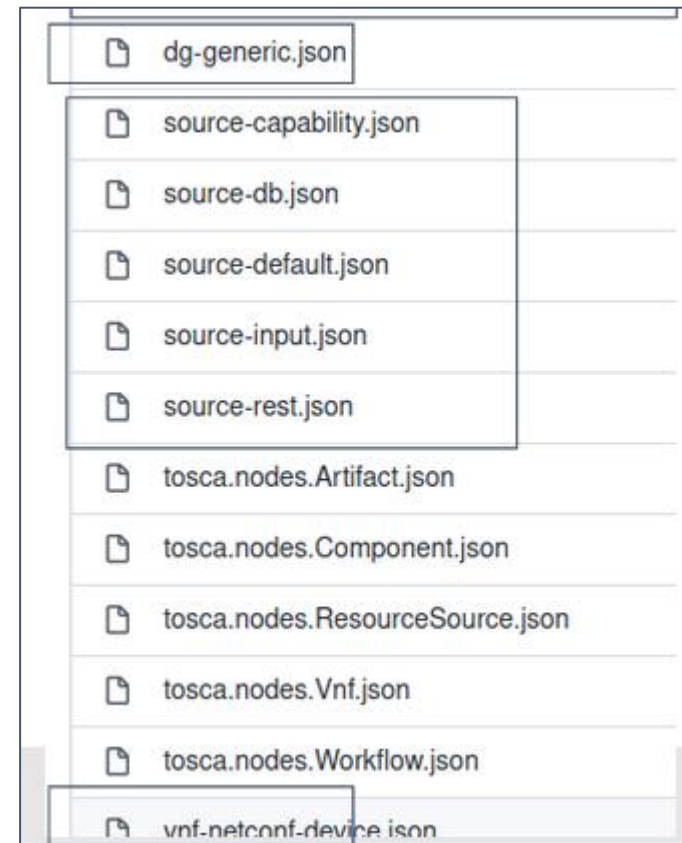 dg-generic.json
source-capability.json
source-db.json
source-default.json
source-input.json
source-rest.json
tosca.nodes.Artifact.json
tosca.nodes.Component.json
tosca.nodes.ResourceSource.json
tosca.nodes.Vnf.json
tosca.nodes.Workflow.json
vnf-netconf-device.json